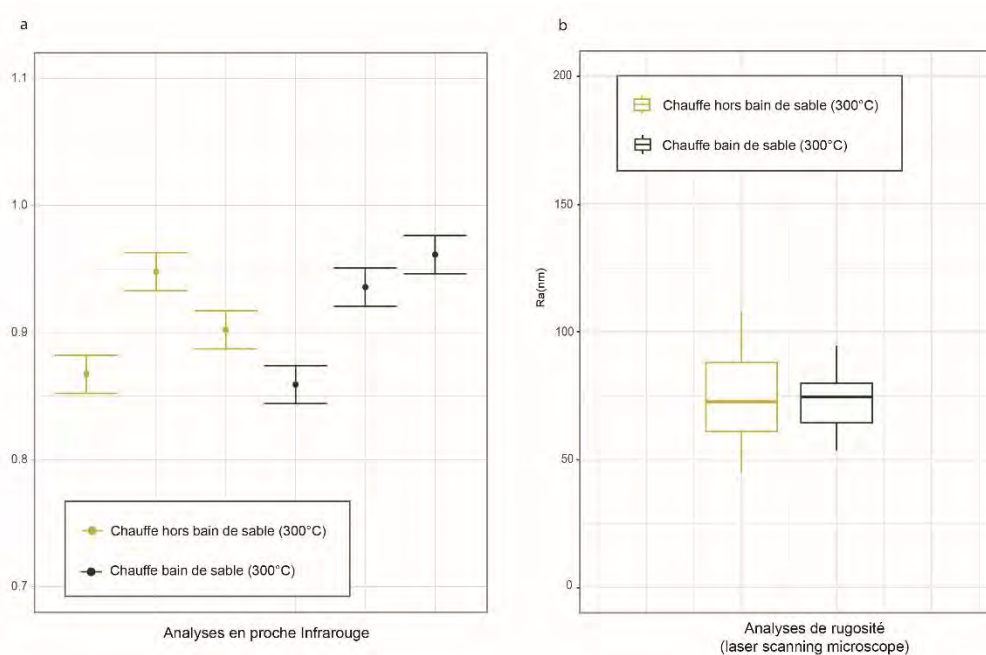 a
1.1
1.0
0.9
0.8
0.7
Chauffe hors bain de sable (300°C)
Chauffe bain de sable (300°C)
Analyses en proche Infrarouge
b
200
150
100
50
0
Ra(nm)
Chauffe hors bain de sable (300°C)
Chauffe bain de sable (300°C)
Analyses de rugosité
(laser scanning microscope)